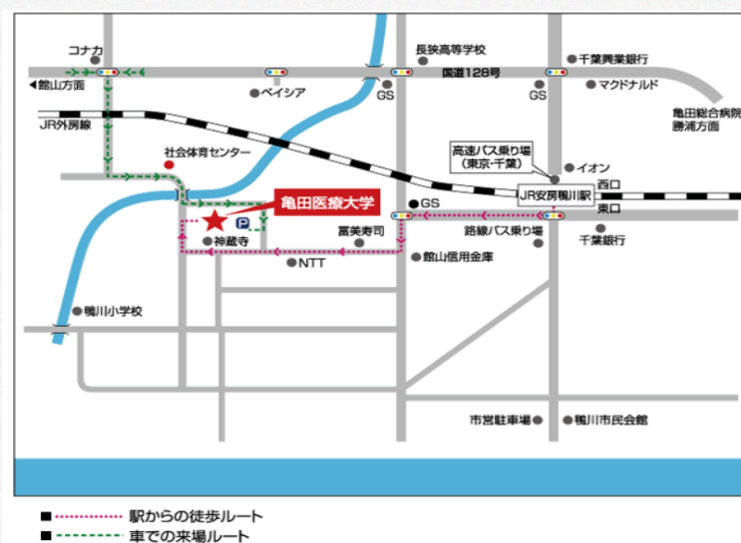 コナカ
長狭高等学校
千葉興業銀行
国道128号
◀館山方面
ベイシア
GS
GS
マクドナルド
亀田総合病院
勝浦方面
JR外房線
社会体育センター
高速バス乗り場
(東京・千葉)
イオン
西口
JR安房鴨川駅
亀田医療大学
GS
東口
P
神蔵寺
富美寿司
路線バス乗り場
千葉銀行
NTT
館山信用金庫
鴨川小学校
市営駐車場
鴨川市民会館
駅からの徒歩ルート
車での来場ルート